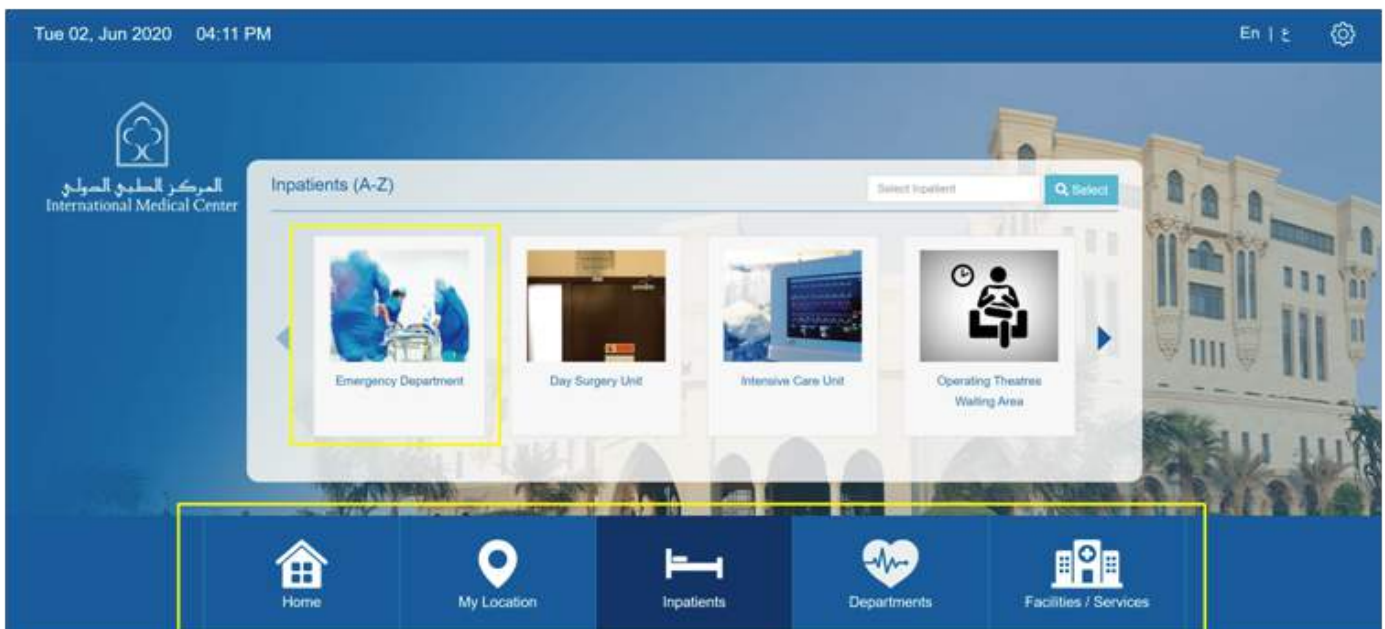 Tue 02, Jun 2020 04:11 PM
En | ع
المركز الطبي الدولي
International Medical Center
Inpatients (A-Z)
Select Inpatient
Select
Emergency Department
Day Surgery Unit
Intensive Care Unit
Operating Theatres
Waiting Area
Home
My Location
Inpatients
Departments
Facilities / Services